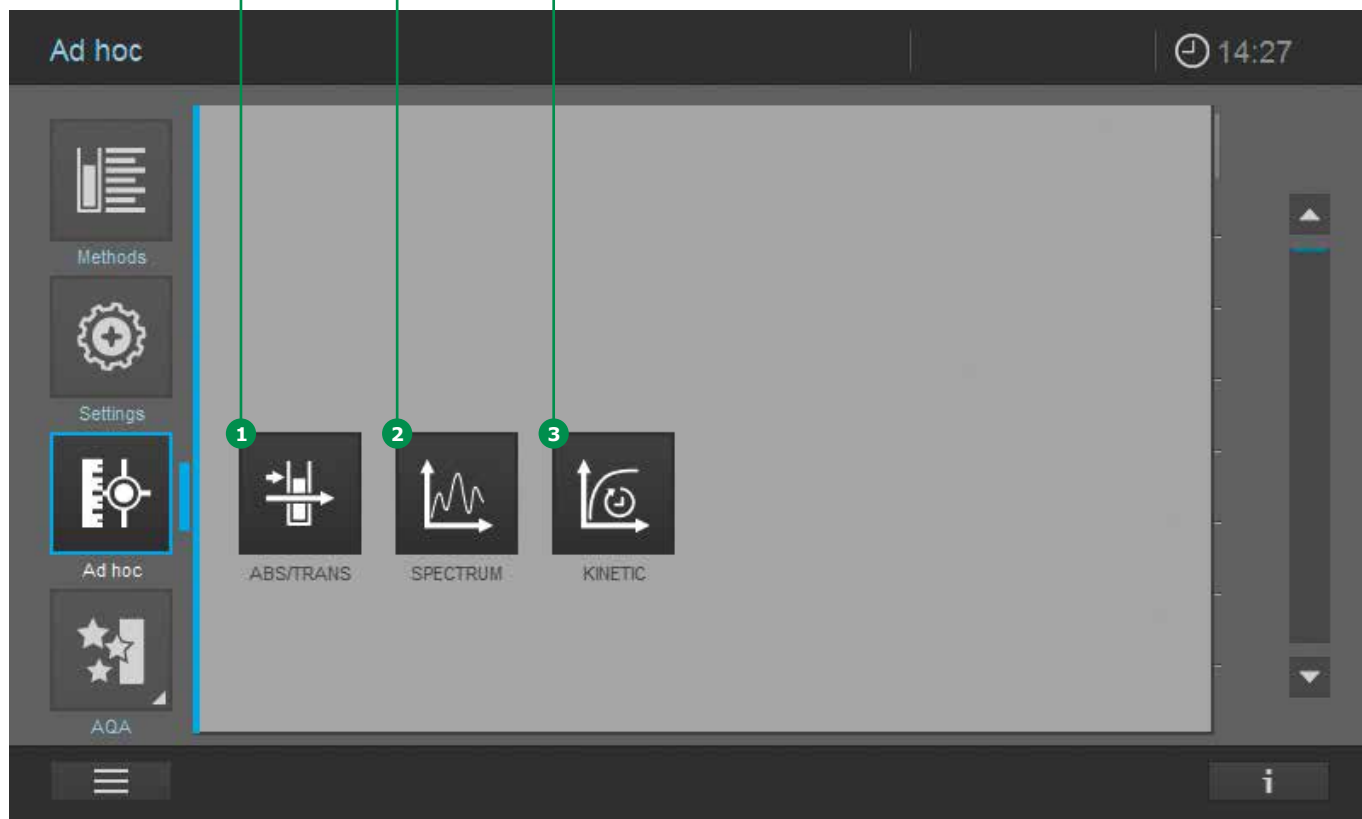 Ad hoc
14:27
Methods
Settings
1 2 3
Ad hoc
ABS/TRANS SPECTRUM KINETIC
AQA
i